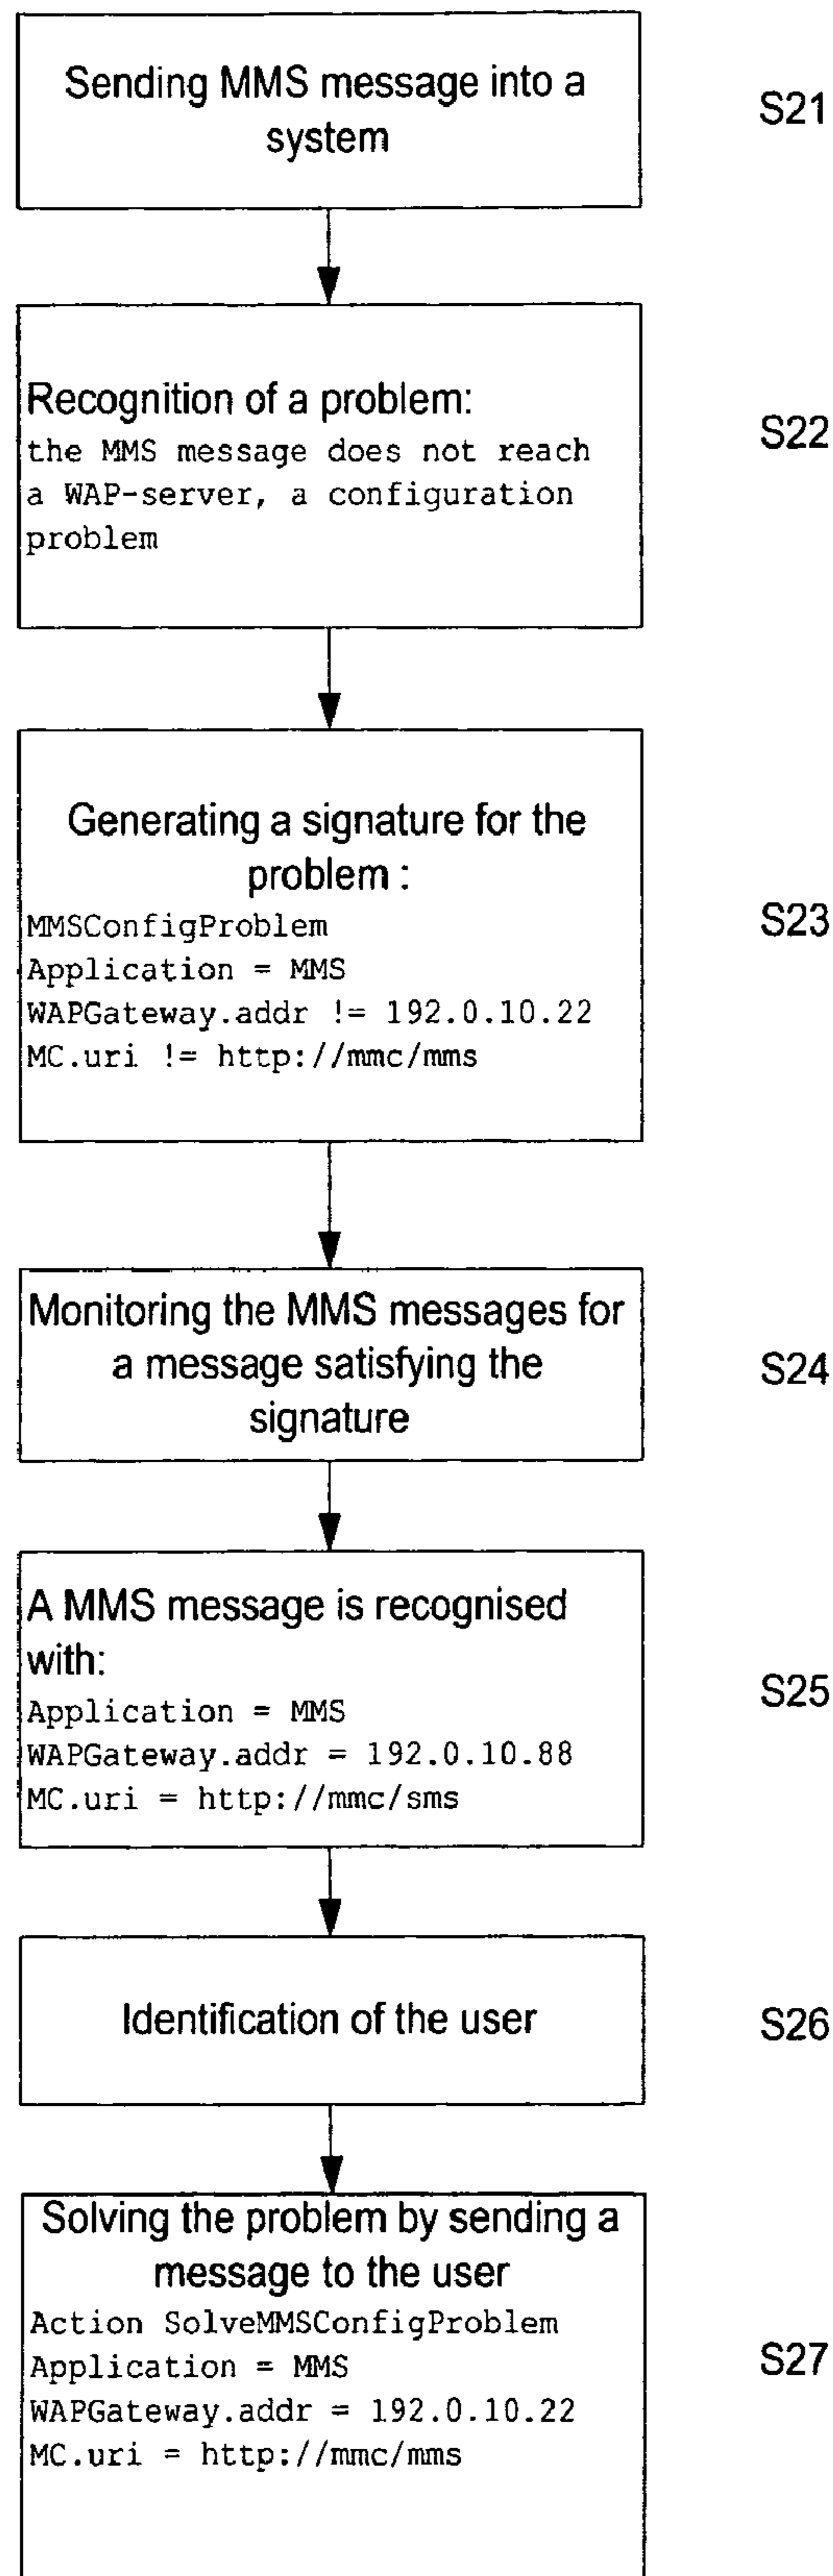 Sending MMS message into a
system
S21
Recognition of a problem:
the MMS message does not reach
a WAP-server, a configuration
problem
S22
Generating a signature for the
problem :
MMSConfigProblem
Application = MMS
WAPGateway.addr != 192.0.10.22
MC.uri != http://mmc/mms
S23
Monitoring the MMS messages for
a message satisfying the
signature
S24
A MMS message is recognised
with:
Application = MMS
WAPGateway.addr = 192.0.10.88
MC.uri = http://mmc/sms
S25
Identification of the user
S26
Solving the problem by sending a
message to the user
Action SolveMMSConfigProblem
Application = MMS
WAPGateway.addr = 192.0.10.22
MC.uri = http://mmc/mms
S27